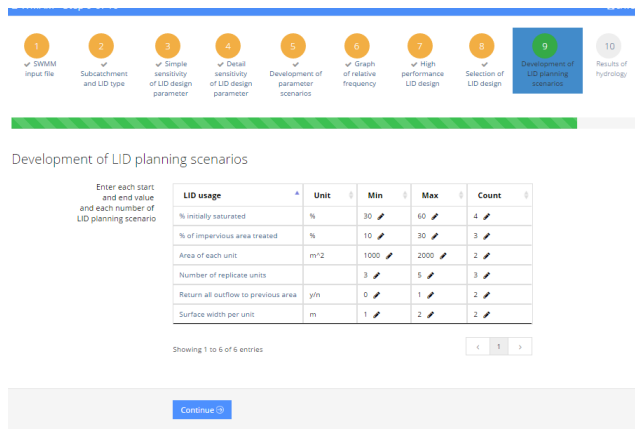 1
SWMM
input file
2
Subcatchment
and LID type
3
Simple
sensitivity
of LID design
parameter
4
Detail
sensitivity
of LID design
parameter
5
Development of
parameter
scenarios
6
Graph
of relative
frequency
7
High
performance
LID design
8
Selection of
LID design
9
Development of
LID planning
scenarios
10
Results of
hydrology
Development of LID planning scenarios
Enter each start
and end value
and each number of
LID planning scenario
LID usage Unit Min Max Count
% initially saturated % 30 60 4
% of impervious area treated % 10 30 3
Area of each unit m^2 1000 2000 2
Number of replicate units 3 5 3
Return all outflow to previous area y/n 0 1 2
Surface width per unit m 1 2 2
Showing 1 to 6 of 6 entries
‹ 1 ›
Continue